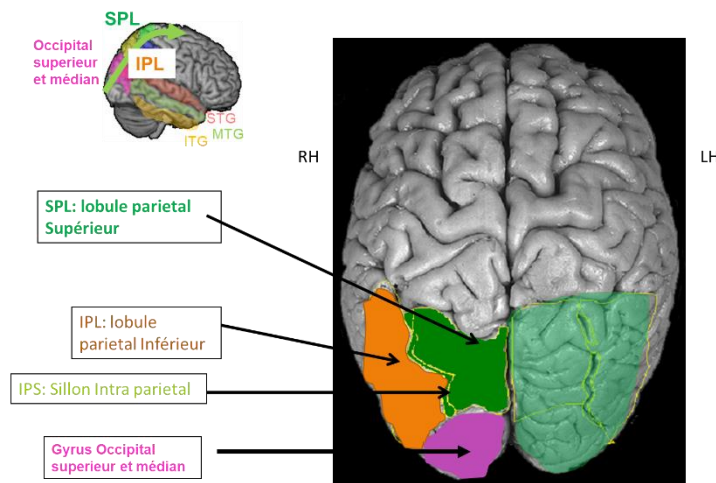 SPL
Occipital
superieur
et médian
IPL
STG
MTG
ITG
RH
LH
SPL: lobule parietal
Supérieur
IPL: lobule
parietal Inférieur
IPS: Sillon Intra parietal
Gyrus Occipital
superieur et médian